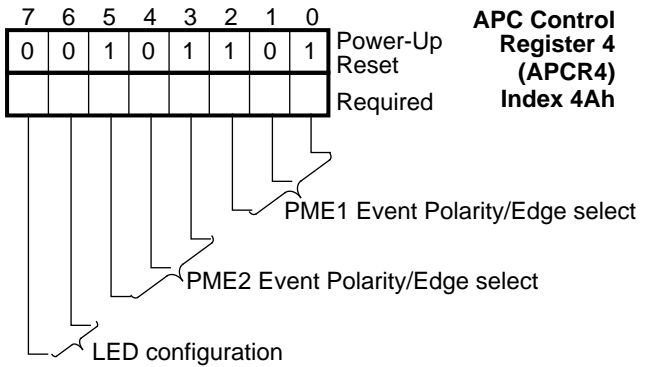 7 6 5 4 3 2 1 0
APC Control
Register 4
(APCR4)
Index 4Ah
0 0 1 0 1 1 0 1
Power-Up
Reset
Required
PME1 Event Polarity/Edge select
PME2 Event Polarity/Edge select
LED configuration